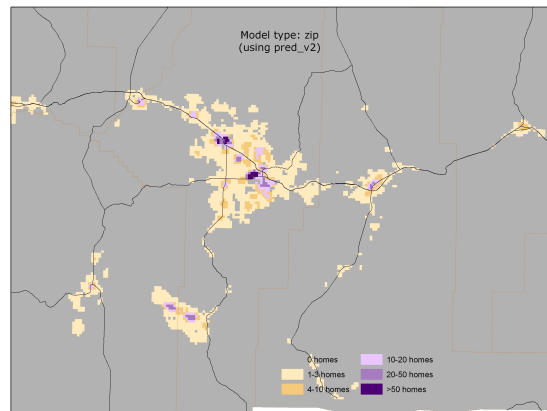 Model type: zip
(using pred_v2)
0 homes
1-3 homes
4-10 homes
10-20 homes
20-50 homes
>50 homes